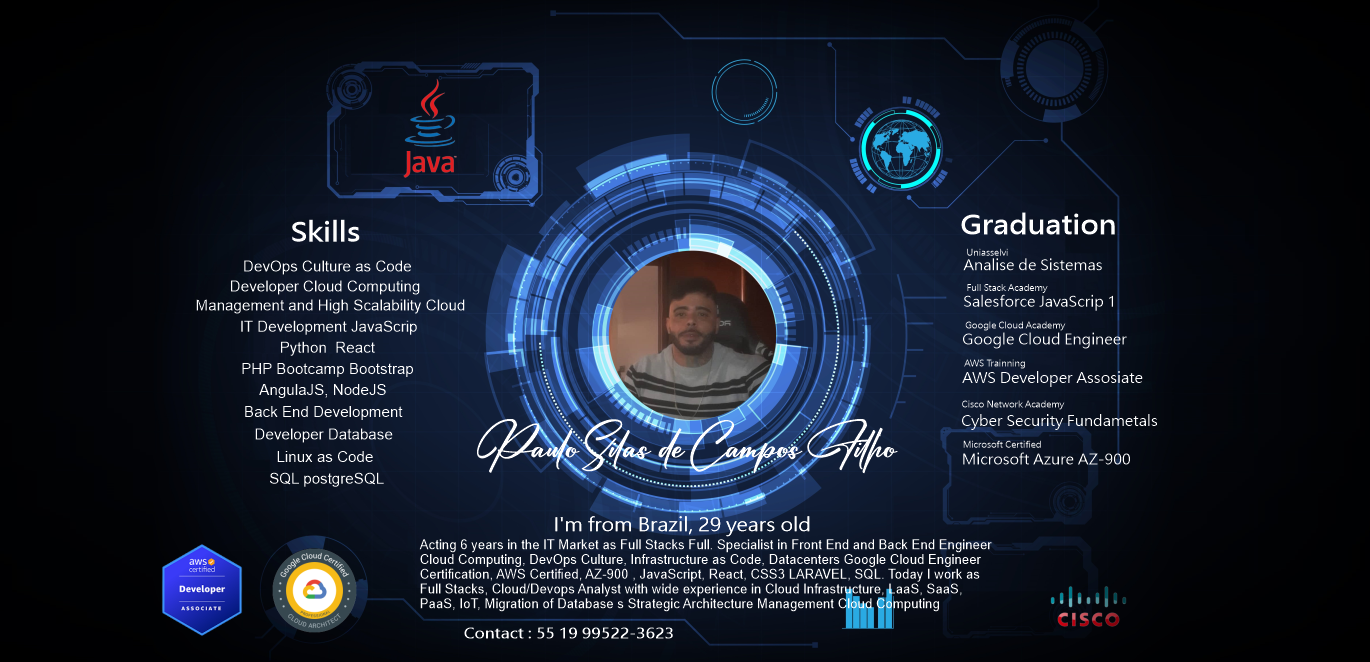 Java
Skills
DevOps Culture as Code
Developer Cloud Computing
Management and High Scalability Cloud
IT Development JavaScrip
Python React
PHP Bootcamp Bootstrap
AngulaJS, NodeJS
Back End Development
Developer Database
Linux as Code
SQL postgreSQL
Graduation
Uniasselvi
Analise de Sistemas
Full Stack Academy
Salesforce JavaScrip 1
Google Cloud Academy
Google Cloud Engineer
AWS Trainning
AWS Developer Assosiate
Cisco Network Academy
Cyber Security Fundametals
Microsoft Certified
Microsoft Azure AZ-900
Paulo Silas de Campos Filho
I'm from Brazil, 29 years old
Acting 6 years in the IT Market as Full Stacks Full. Specialist in Front End and Back End Engineer
Cloud Computing, DevOps Culture, Infrastructure as Code, Datacenters Google Cloud Engineer
Certification, AWS Certified, AZ-900 , JavaScript, React, CSS3 LARAVEL, SQL. Today I work as
Full Stacks, Cloud/Devops Analyst with wide experience in Cloud Infrastructure, LaaS, SaaS,
PaaS, IoT, Migration of Database s Strategic Architecture Management Cloud Computing
Contact : 55 19 99522-3623
aws
certified
Developer
ASSOCIATE
Google Cloud Certified
PROFESSIONAL
CLOUD ARCHITECT
CISCO